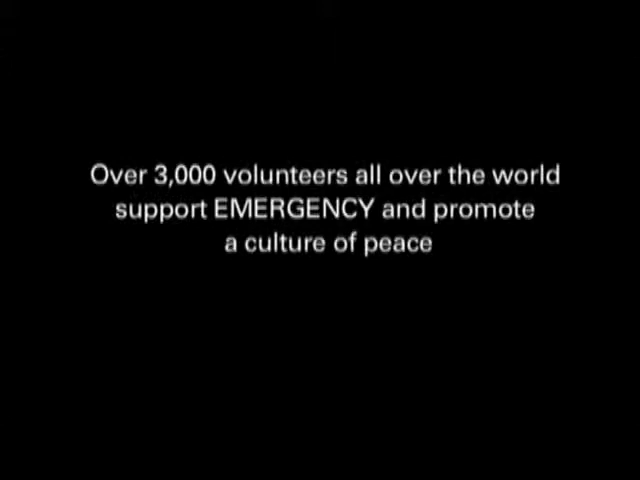 Over 3,000 volunteers all over the world
support EMERGENCY and promote
a culture of peace